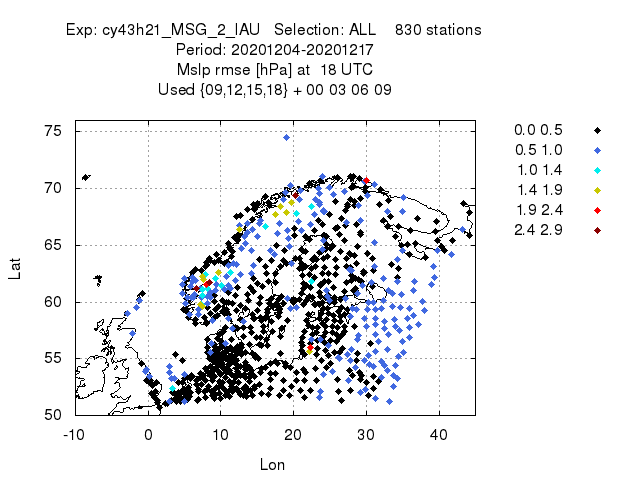 Exp: cy43h21_MSG_2_IAU   Selection: ALL    830 stations
Period: 20201204-20201217
Mslp rmse [hPa] at  18 UTC
Used {09,12,15,18} + 00 03 06 09
75
70
65
60
55
50
-10 0 10 20 30 40
Lat
Lon
0.0 0.5
0.5 1.0
1.0 1.4
1.4 1.9
1.9 2.4
2.4 2.9